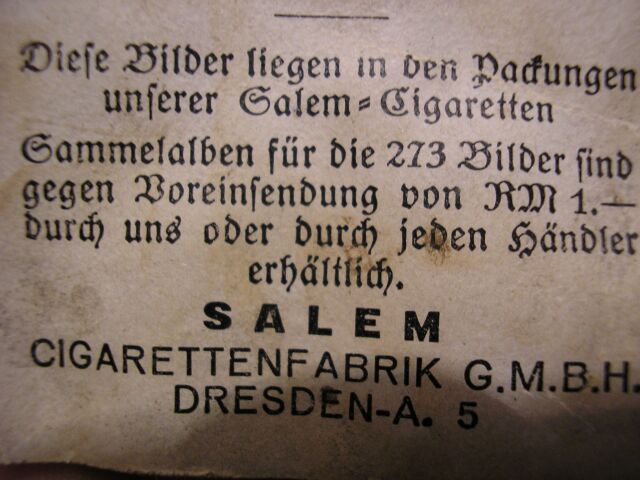 Diese Bilder liegen in den Packungen
unserer Salem-Cigaretten
Sammelalben für die 273 Bilder sind
gegen Voreinsendung von RM 1.—
durch uns oder durch jeden Händler
erhältlich.
SALEM
CIGARETTENFABRIK G.M.B.H.
DRESDEN-A. 5